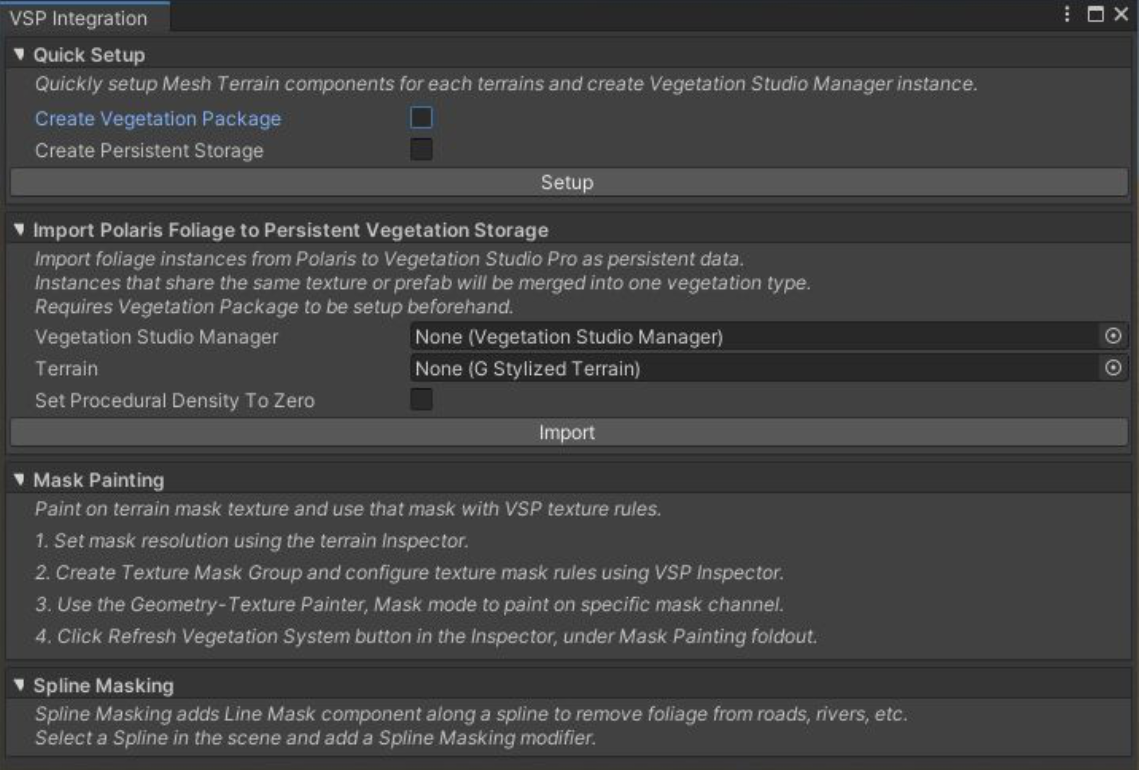 VSP Integration
Quick Setup
Quickly setup Mesh Terrain components for each terrains and create Vegetation Studio Manager instance.
Create Vegetation Package
Create Persistent Storage
Setup
Import Polaris Foliage to Persistent Vegetation Storage
Import foliage instances from Polaris to Vegetation Studio Pro as persistent data.
Instances that share the same texture or prefab will be merged into one vegetation type.
Requires Vegetation Package to be setup beforehand.
Vegetation Studio Manager None (Vegetation Studio Manager)
Terrain None (G Stylized Terrain)
Set Procedural Density To Zero
Import
Mask Painting
Paint on terrain mask texture and use that mask with VSP texture rules.
1. Set mask resolution using the terrain Inspector.
2. Create Texture Mask Group and configure texture mask rules using VSP Inspector.
3. Use the Geometry-Texture Painter, Mask mode to paint on specific mask channel.
4. Click Refresh Vegetation System button in the Inspector, under Mask Painting foldout.
Spline Masking
Spline Masking adds Line Mask component along a spline to remove foliage from roads, rivers, etc.
Select a Spline in the scene and add a Spline Masking modifier.